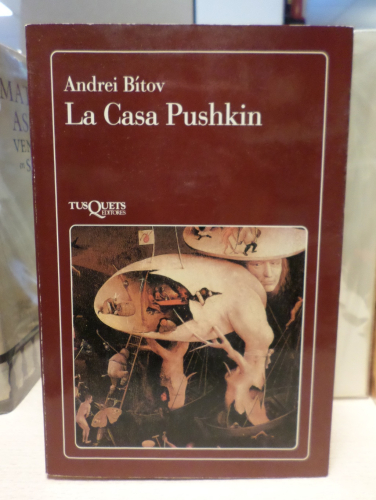 Andrei Bítov
La Casa Pushkin
TUSQUETS
EDITORES